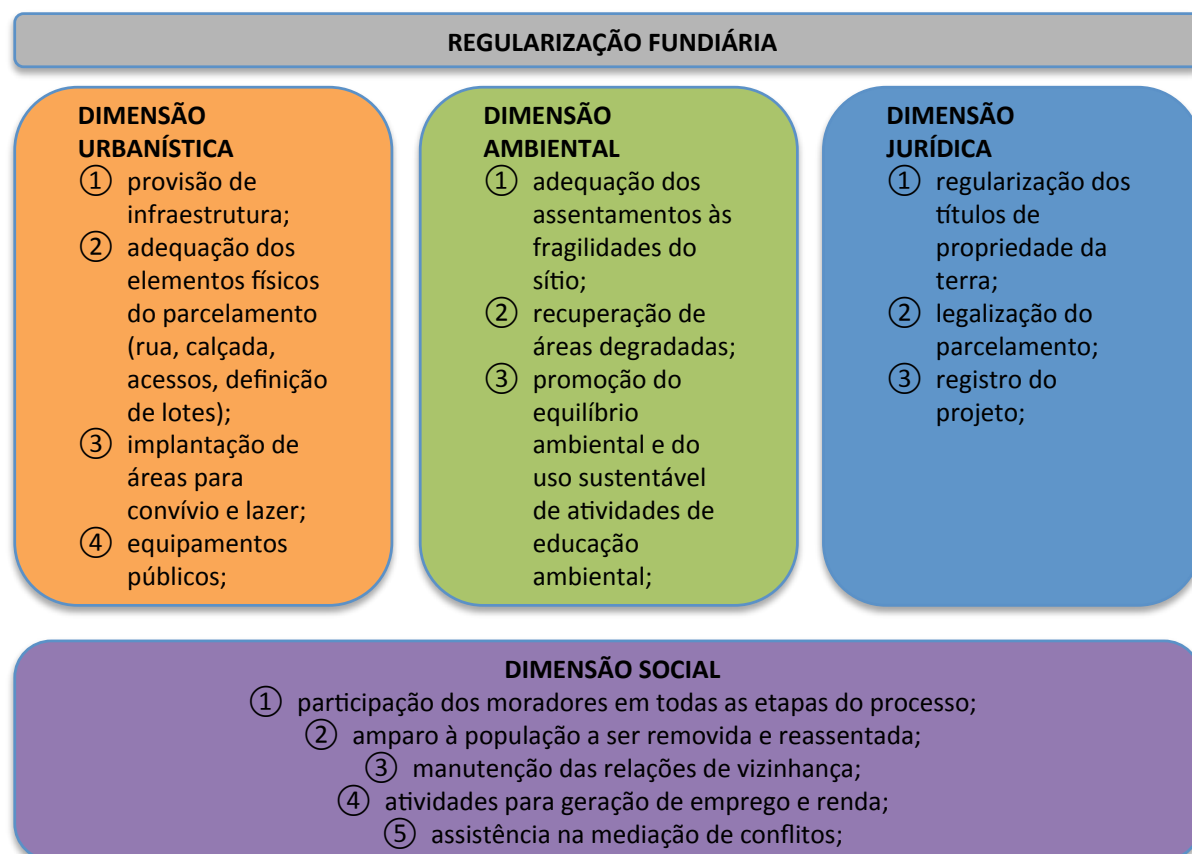 REGULARIZAÇÃO FUNDIÁRIA
DIMENSÃO
URBANÍSTICA
① provisão de
infraestrutura;
② adequação dos
elementos físicos
do parcelamento
(rua, calçada,
acessos, definição
de lotes);
③ implantação de
áreas para
convívio e lazer;
④ equipamentos
públicos;
DIMENSÃO
AMBIENTAL
① adequação dos
assentamentos às
fragilidades do
sítio;
② recuperação de
áreas degradadas;
③ promoção do
equilíbrio
ambiental e do
uso sustentável
de atividades de
educação
ambiental;
DIMENSÃO
JURÍDICA
① regularização dos
títulos de
propriedade da
terra;
② legalização do
parcelamento;
③ registro do
projeto;
DIMENSÃO SOCIAL
① participação dos moradores em todas as etapas do processo;
② amparo à população a ser removida e reassentada;
③ manutenção das relações de vizinhança;
④ atividades para geração de emprego e renda;
⑤ assistência na mediação de conflitos;